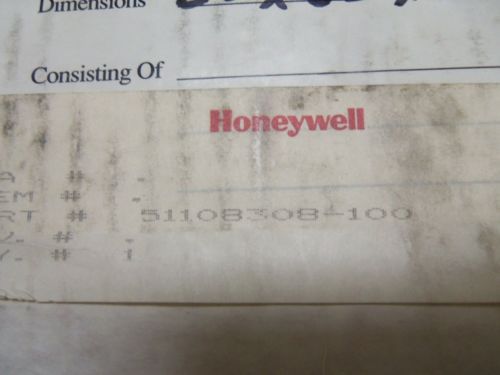 Dimensions
Consisting Of
Honeywell
#
EM # .
RT # 51108308-100
. # .
Y. # 1